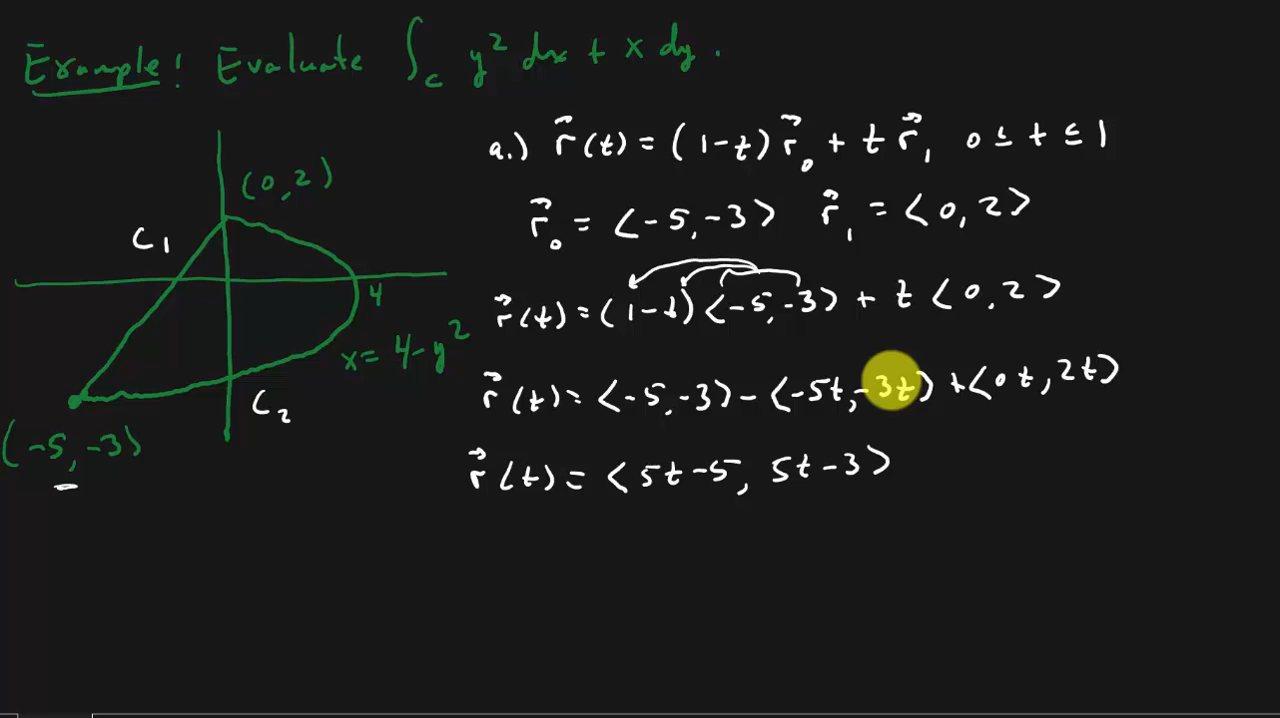 Example! Evaluate ∫_C y² dx + x dy.
a.) r⃗(t) = (1-t)r⃗₀ + t r⃗₁ 0 ≤ t ≤ 1
(0,2)
r⃗₀ = <-5,-3> r⃗₁ = <0,2>
C₁
4
r⃗(t) = (1-t)<-5,-3> + t<0,2>
x = 4-y²
r⃗(t) = <-5,-3> - <-5t,-3t> + <0t,2t>
C₂
(-5,-3)
r⃗(t) = <5t-5, 5t-3>